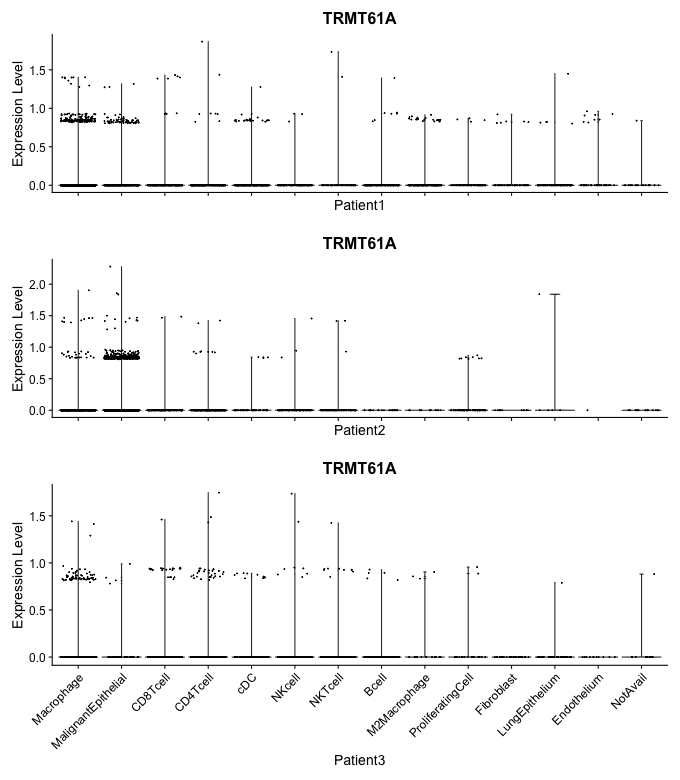 TRMT61A
Expression Level
1.5
1.0
0.5
0.0
Patient1
TRMT61A
Expression Level
2.0
1.5
1.0
0.5
0.0
Patient2
TRMT61A
Expression Level
1.5
1.0
0.5
0.0
Macrophage
MalignantEpithelial
CD8Tcell
CD4Tcell
cDC
NKcell
NKTcell
Bcell
M2Macrophage
ProliferatingCell
Fibroblast
LungEpithelium
Endothelium
NotAvail
Patient3